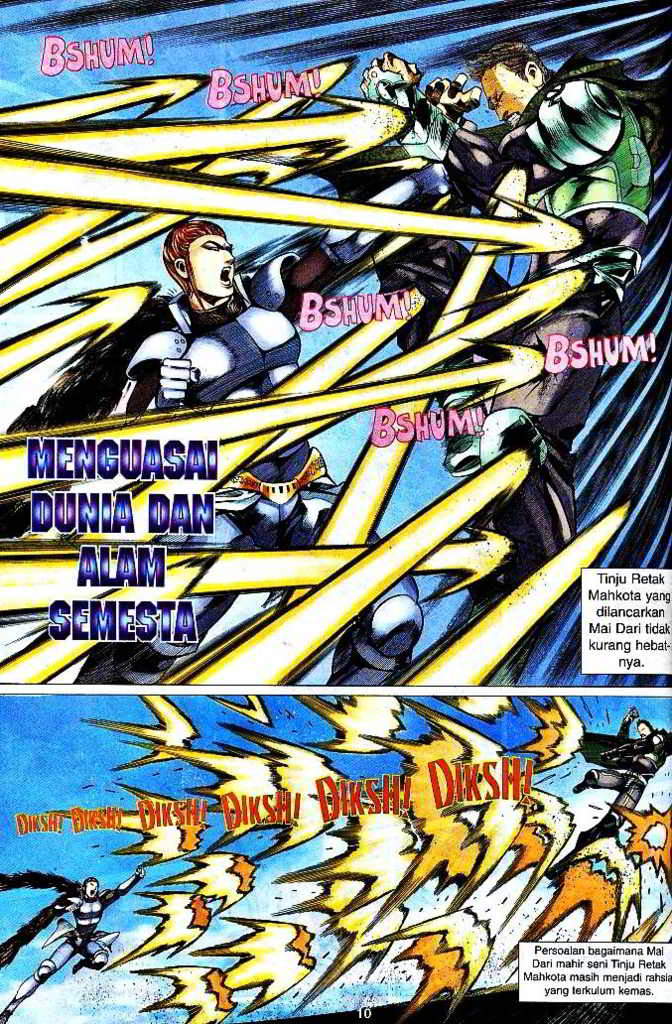 BSHUM!
BSHUM!
BSHUM!
BSHUM!
BSHUM!
MENGUASAI
DUNIA DAN
ALAM
SEMESTA
Tinju Retak
Mahkota yang
dilancarkan
Mai Dari tidak
kurang hebat-
nya.
DIKSH! DIKSH! DIKSH! DIKSH! DIKSH! DIKSH!
Persoalan bagaimana Mai
Dari mahir seni Tinju Retak
Mahkota masih menjadi rahsia
yang terkulum kemas.
10